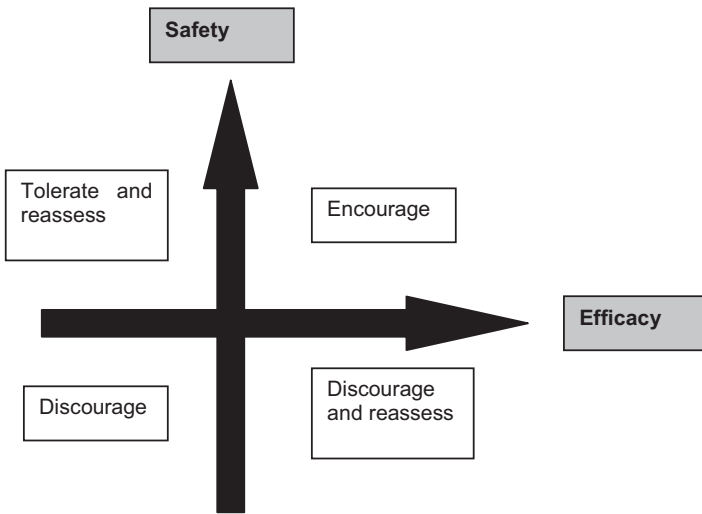 Safety
Tolerate and
reassess
Encourage
Efficacy
Discourage
Discourage
and reassess